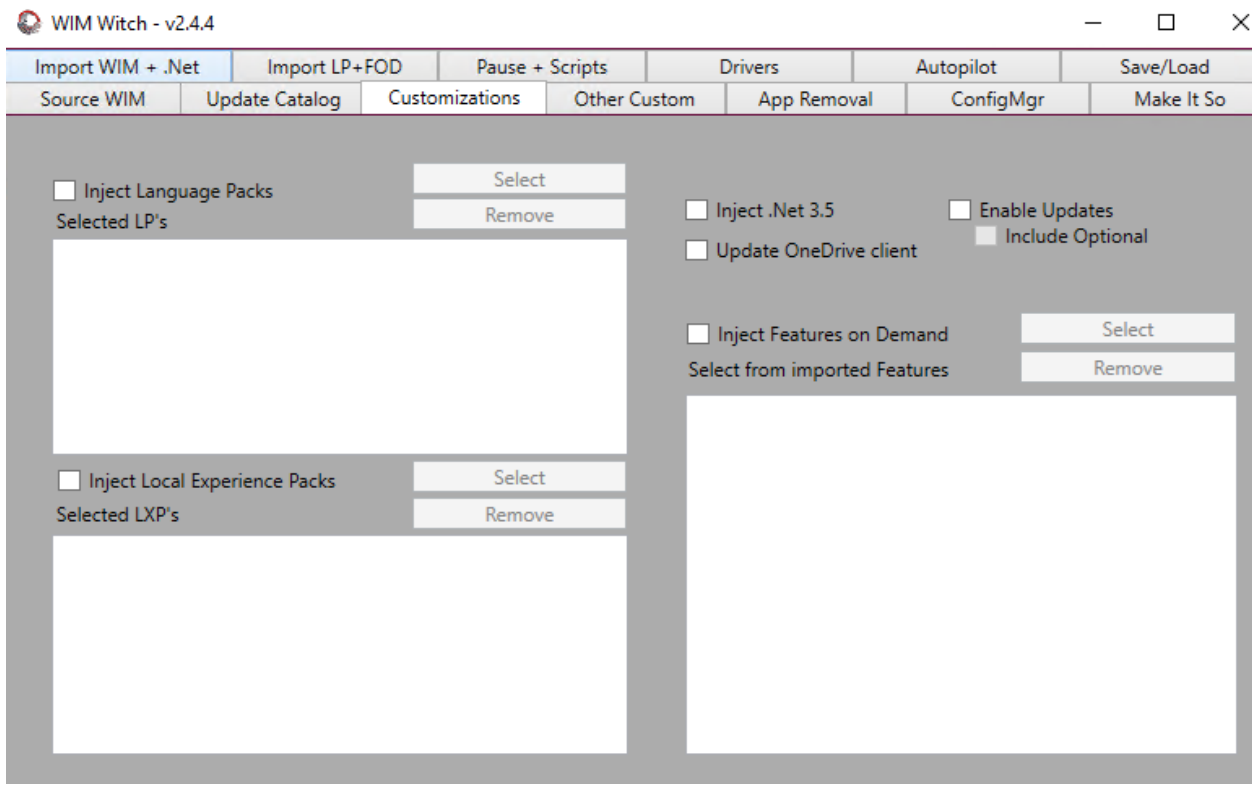 WIM Witch - v2.4.4
Import WIM + .Net
Import LP+FOD
Pause + Scripts
Drivers
Autopilot
Save/Load
Source WIM
Update Catalog
Customizations
Other Custom
App Removal
ConfigMgr
Make It So
Inject Language Packs
Select
Selected LP's
Remove
Inject Local Experience Packs
Select
Selected LXP's
Remove
Inject .Net 3.5
Enable Updates
Include Optional
Update OneDrive client
Inject Features on Demand
Select
Select from imported Features
Remove